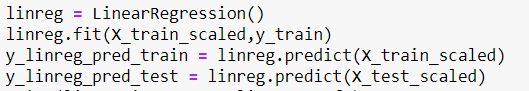 linreg = LinearRegression()
linreg.fit(X_train_scaled,y_train)
y_linreg_pred_train = linreg.predict(X_train_scaled)
y_linreg_pred_test = linreg.predict(X_test_scaled)